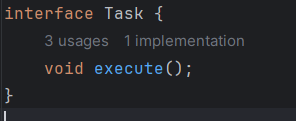 interface Task {
3 usages 1 implementation
void execute();
}